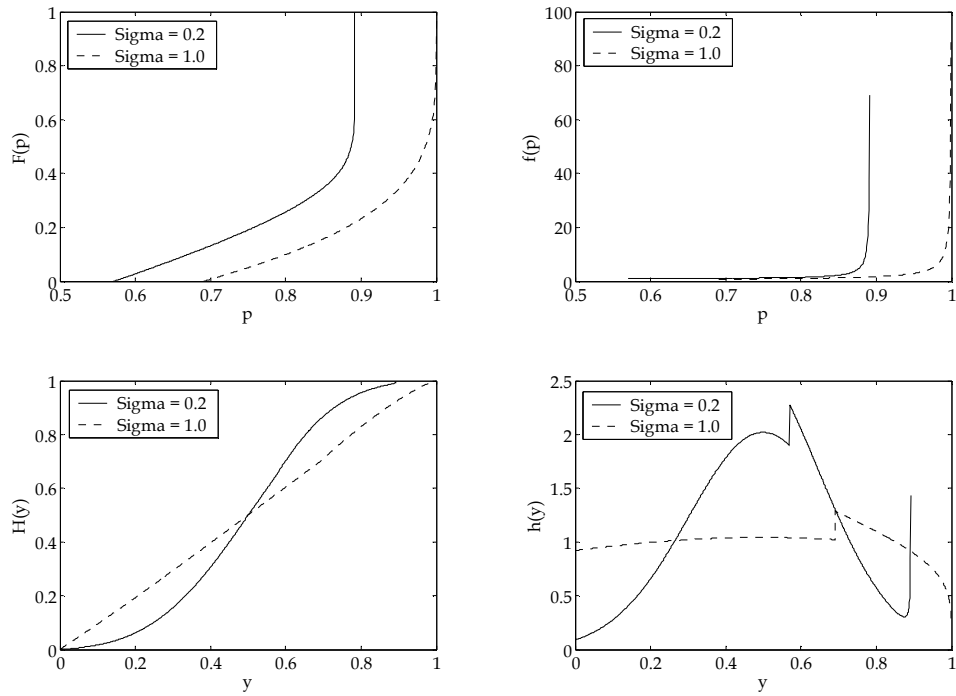 1
0.8
0.6
0.4
0.2
0
F(p)
Sigma = 0.2
Sigma = 1.0
0.5 0.6 0.7 0.8 0.9 1
p
100
80
60
40
20
0
f(p)
Sigma = 0.2
Sigma = 1.0
0.5 0.6 0.7 0.8 0.9 1
p
1
0.8
0.6
0.4
0.2
0
H(y)
Sigma = 0.2
Sigma = 1.0
0 0.2 0.4 0.6 0.8 1
y
2.5
2
1.5
1
0.5
0
h(y)
Sigma = 0.2
Sigma = 1.0
0 0.2 0.4 0.6 0.8 1
y